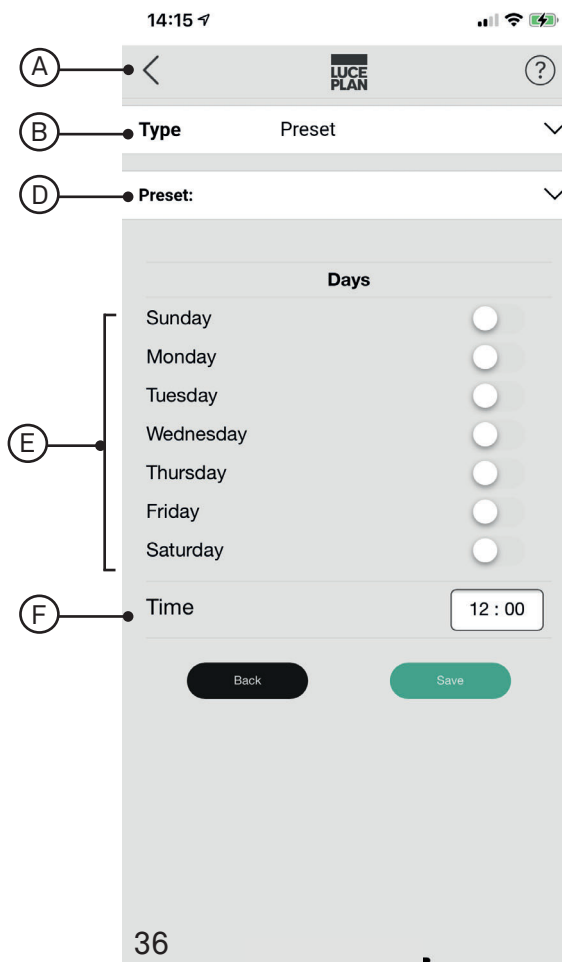 14:15
A
LUCE
PLAN
?
B
Type Preset
D
Preset:
Days
Sunday
Monday
Tuesday
E
Wednesday
Thursday
Friday
Saturday
F
Time 12 : 00
Back Save
36